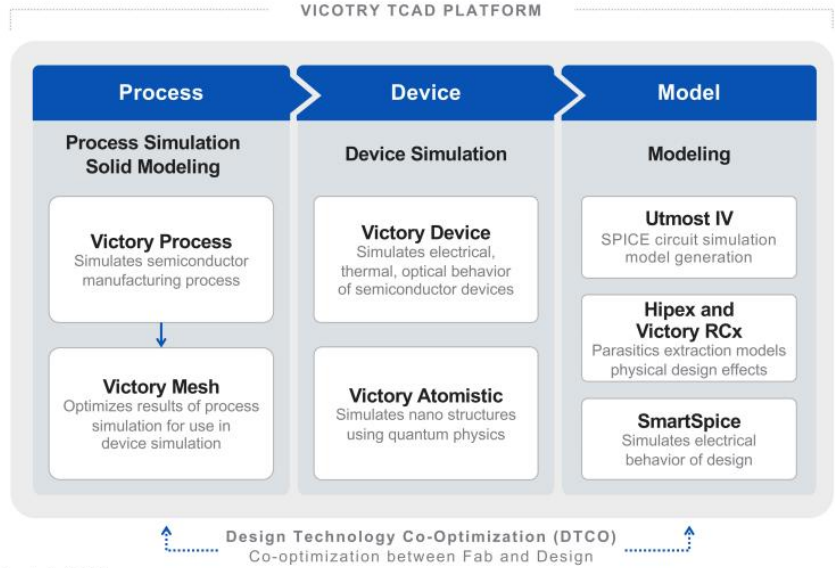 VICOTRY TCAD PLATFORM
Process
Device
Model
Process Simulation
Solid Modeling
Victory Process
Simulates semiconductor
manufacturing process
Victory Mesh
Optimizes results of process
simulation for use in
device simulation
Device Simulation
Victory Device
Simulates electrical,
thermal, optical behavior
of semiconductor devices
Victory Atomistic
Simulates nano structures
using quantum physics
Modeling
Utmost IV
SPICE circuit simulation
model generation
Hipex and
Victory RCx
Parasitics extraction models
physical design effects
SmartSpice
Simulates electrical
behavior of design
Design Technology Co-Optimization (DTCO)
Co-optimization between Fab and Design